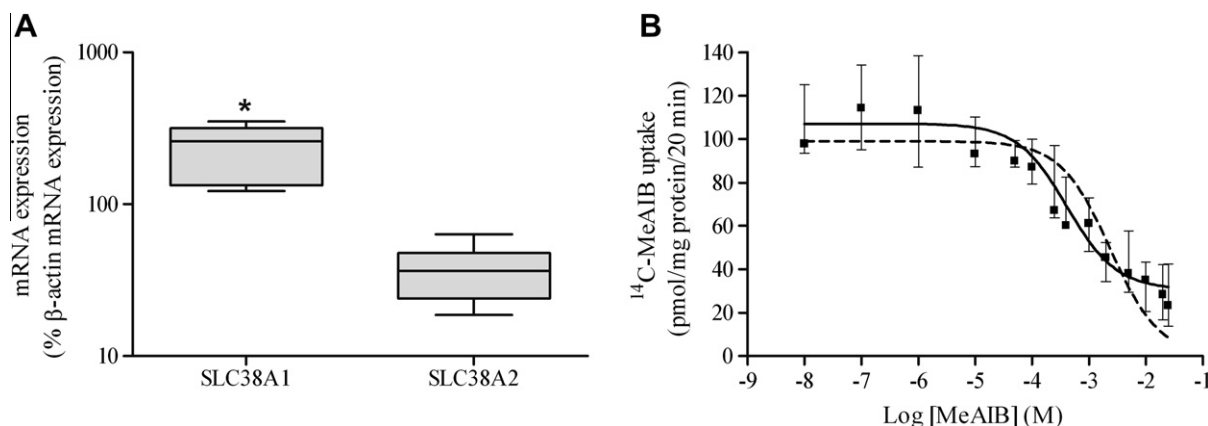 A
mRNA expression
(% β-actin mRNA expression)
1000
100
10
*
SLC38A1
SLC38A2
B
¹⁴C-MeAIB uptake
(pmol/mg protein/20 min)
140
120
100
80
60
40
20
0
-9 -8 -7 -6 -5 -4 -3 -2 -1
Log [MeAIB] (M)